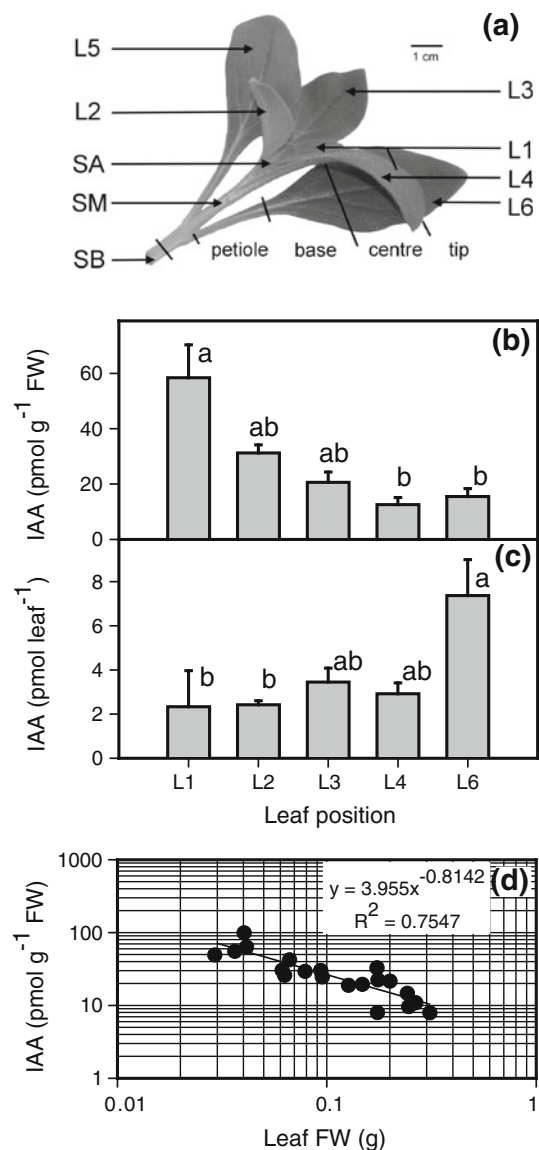 (a)
L5
1 cm
L2
L3
SA
L1
L4
SM
L6
SB
petiole base centre tip
(b)
IAA (pmol g⁻¹ FW)
60
40
20
0
a
ab
ab
b
b
(c)
IAA (pmol leaf⁻¹)
8
6
4
2
0
b
b
ab
ab
a
L1 L2 L3 L4 L6
Leaf position
(d)
IAA (pmol g⁻¹ FW)
1000
100
10
1
y = 3.955x⁻⁰·⁸¹⁴²
R² = 0.7547
0.01 0.1 1
Leaf FW (g)